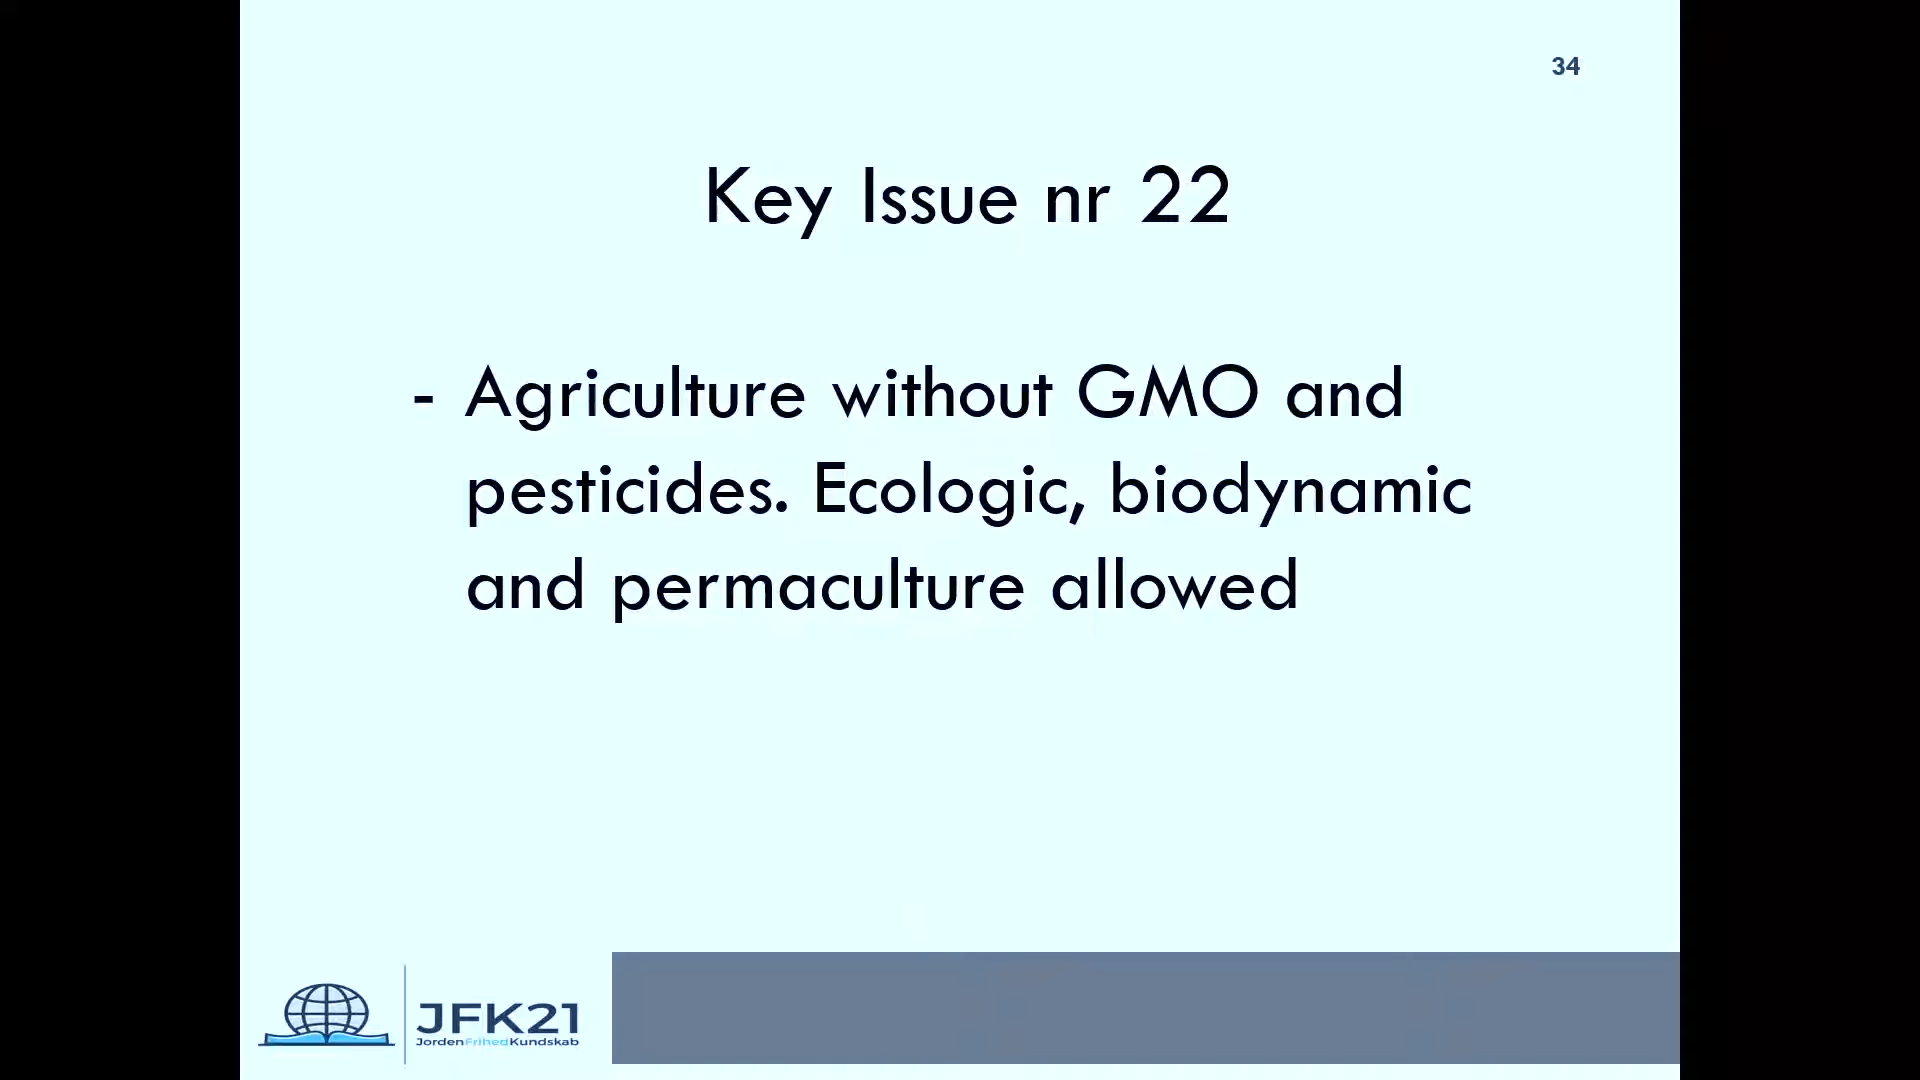 34
Key Issue nr 22
- Agriculture without GMO and
pesticides. Ecologic, biodynamic
and permaculture allowed
JFK21
JordenFrihedKundskab